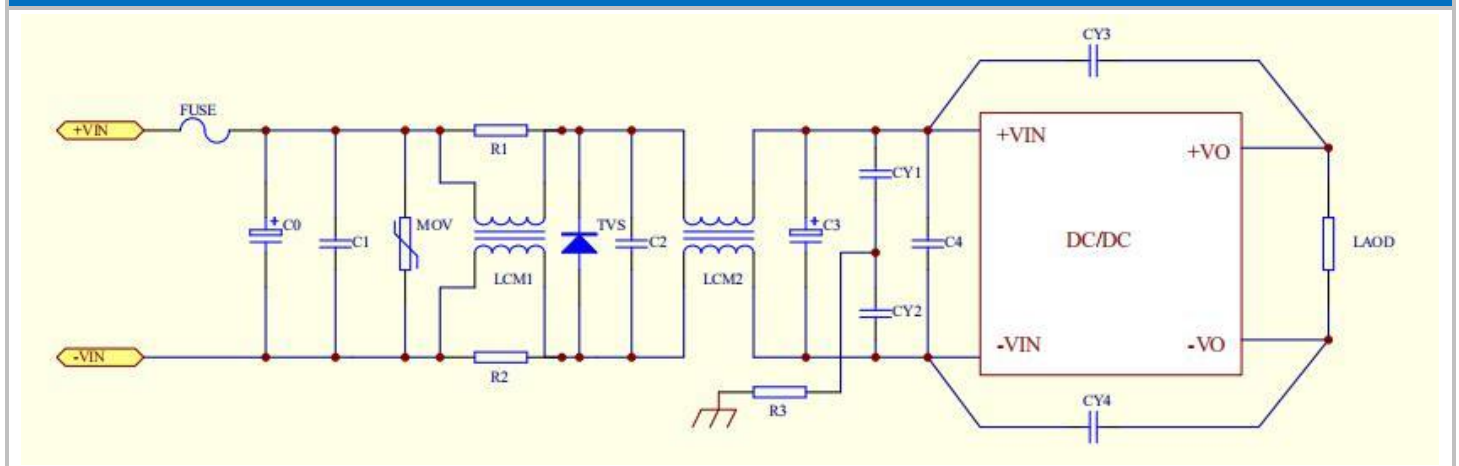 CY3
FUSE
+VIN
R1
+VIN
+VO
CY1
C0
C1
MOV
LCM1
TVS
C2
LCM2
C3
C4
DC/DC
LAOD
CY2
-VIN
R2
-VIN
-VO
R3
CY4